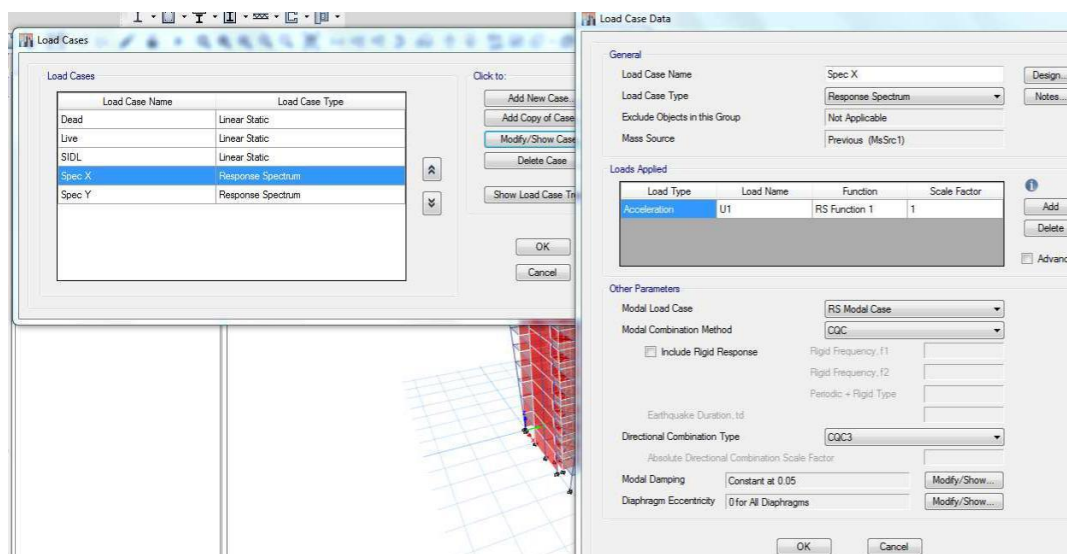 Load Cases
Load Cases
Load Case Name Load Case Type
Dead Linear Static
Live Linear Static
SIDL Linear Static
Spec X Response Spectrum
Spec Y Response Spectrum
Click to:
Add New Case...
Add Copy of Case
Modify/Show Case
Delete Case
Show Load Case Tr
OK
Cancel
Load Case Data
General
Load Case Name Spec X Design...
Load Case Type Response Spectrum Notes...
Exclude Objects in this Group Not Applicable
Mass Source Previous (MsSrc1)
Loads Applied
Load Type Load Name Function Scale Factor
Acceleration U1 RS Function 1 1
Add
Delete
Advanc
Other Parameters
Modal Load Case RS Modal Case
Modal Combination Method CQC
Include Rigid Response Rigid Frequency, f1
Rigid Frequency, f2
Periodic + Rigid Type
Earthquake Duration, td
Directional Combination Type CQC3
Absolute Directional Combination Scale Factor
Modal Damping Constant at 0.05 Modify/Show...
Diaphragm Eccentricity 0 for All Diaphragms Modify/Show...
OK Cancel